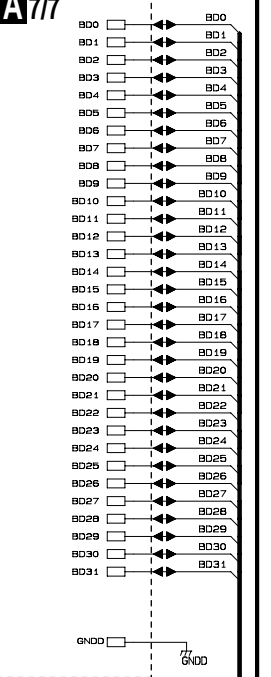 A 7/7
BD0 BD0
BD1 BD1
BD2 BD2
BD3 BD3
BD4 BD4
BD5 BD5
BD6 BD6
BD7 BD7
BD8 BD8
BD9 BD9
BD10 BD10
BD11 BD11
BD12 BD12
BD13 BD13
BD14 BD14
BD15 BD15
BD16 BD16
BD17 BD17
BD18 BD18
BD19 BD19
BD20 BD20
BD21 BD21
BD22 BD22
BD23 BD23
BD24 BD24
BD25 BD25
BD26 BD26
BD27 BD27
BD28 BD28
BD29 BD29
BD30 BD30
BD31 BD31
GNDD
GNDD